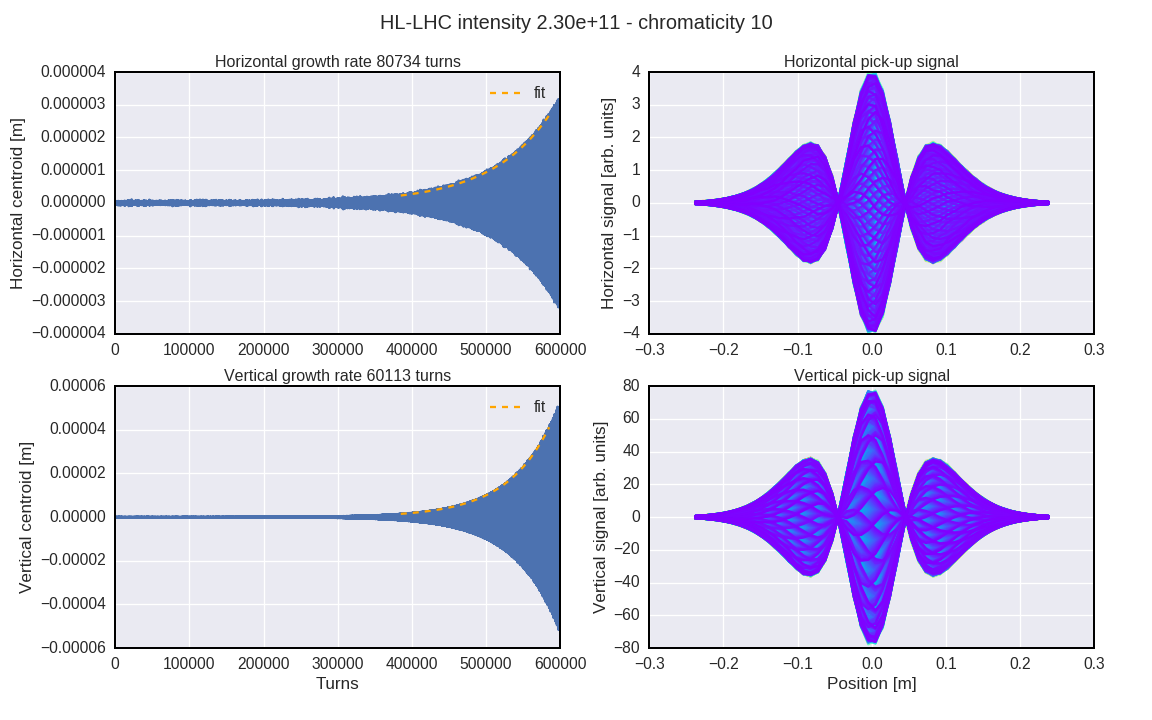 HL-LHC intensity 2.30e+11 - chromaticity 10
Horizontal growth rate 80734 turns
0.000004
0.000003
0.000002
0.000001
0.000000
−0.000001
−0.000002
−0.000003
−0.000004
Horizontal centroid [m]
fit
0 100000 200000 300000 400000 500000 600000
Horizontal pick-up signal
4
3
2
1
0
−1
−2
−3
−4
Horizontal signal [arb. units]
−0.3 −0.2 −0.1 0.0 0.1 0.2 0.3
Vertical growth rate 60113 turns
0.00006
0.00004
0.00002
0.00000
−0.00002
−0.00004
−0.00006
Vertical centroid [m]
fit
0 100000 200000 300000 400000 500000 600000
Turns
Vertical pick-up signal
80
60
40
20
0
−20
−40
−60
−80
Vertical signal [arb. units]
−0.3 −0.2 −0.1 0.0 0.1 0.2 0.3
Position [m]